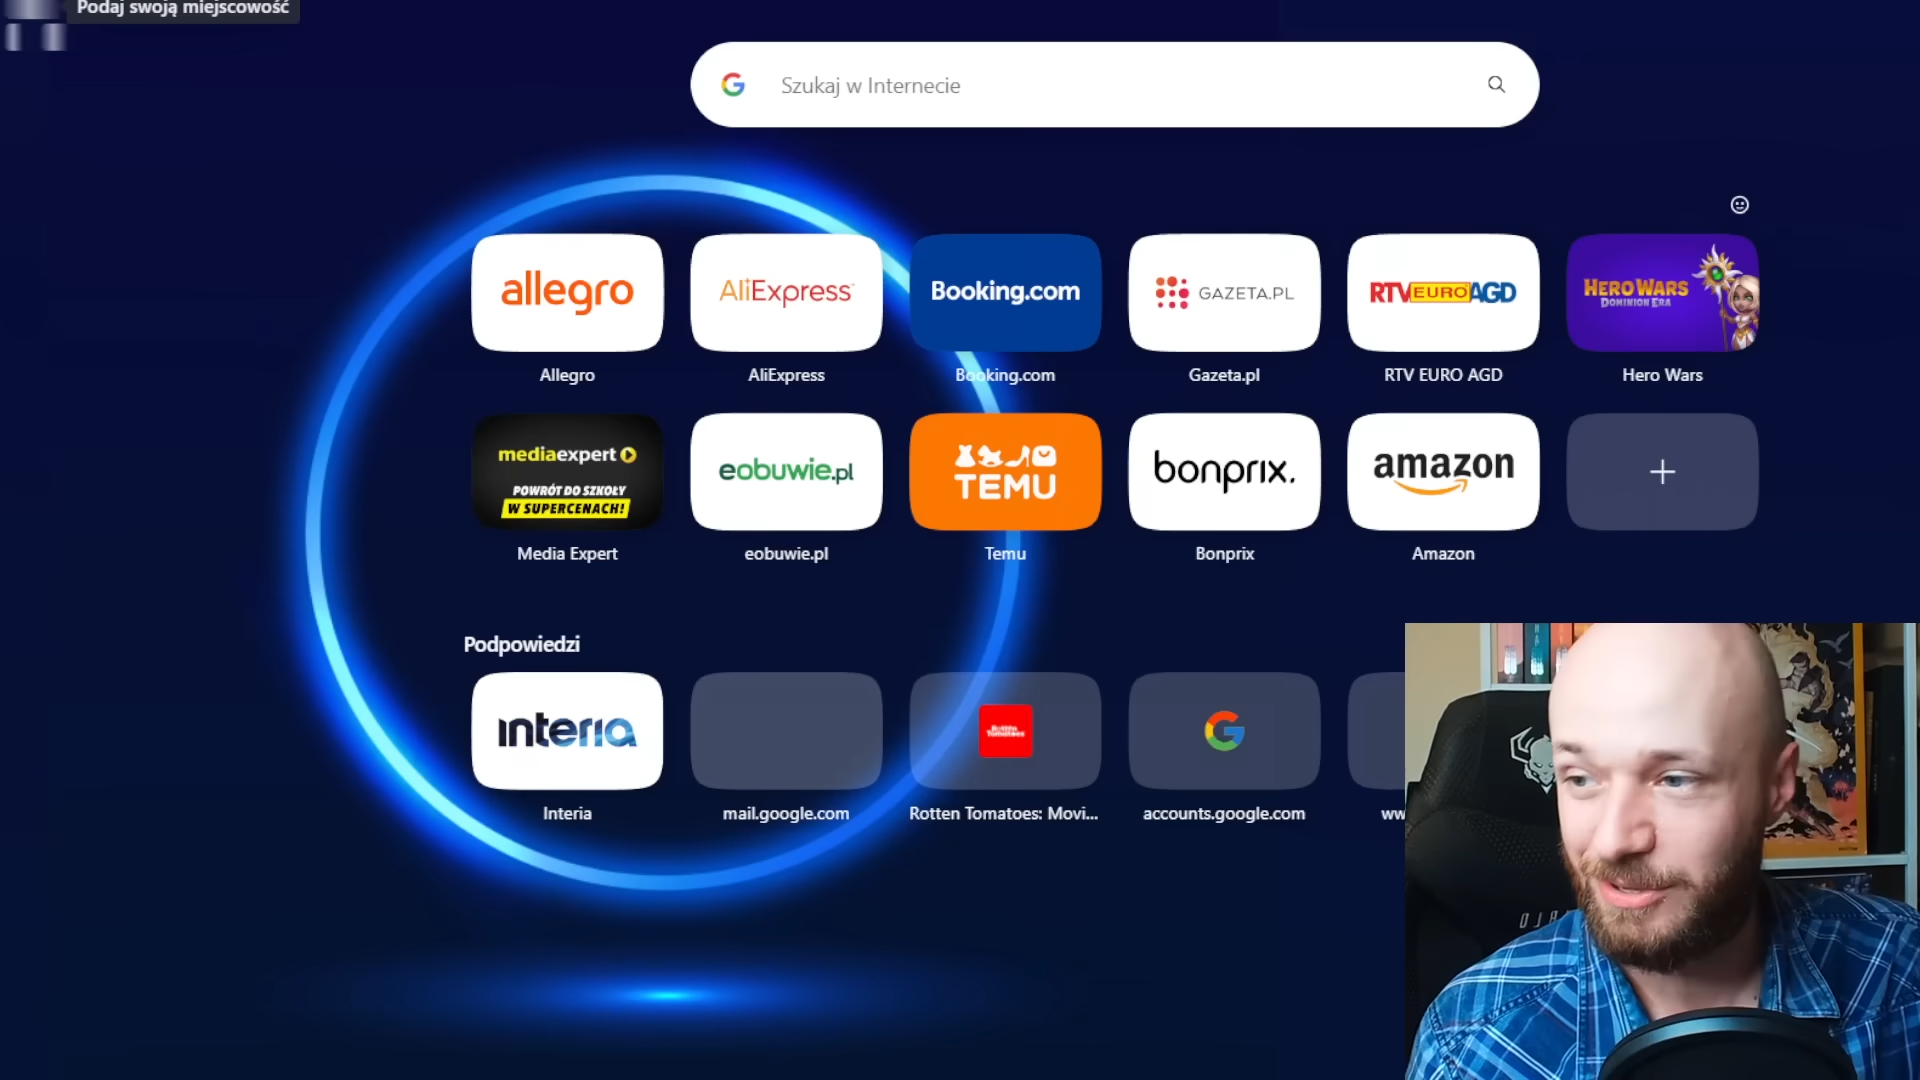 Podaj swoją miejscowość
Szukaj w Internecie
allegro
AliExpress
Booking.com
GAZETA.PL
RTV EURO AGD
HERO WARS
DOMINION ERA
Allegro
AliExpress
Booking.com
Gazeta.pl
RTV EURO AGD
Hero Wars
mediaexpert
POWRÓT DO SZKOŁY
W SUPERCENACH!
eobuwie.pl
TEMU
bonprix.
amazon
Media Expert
eobuwie.pl
Temu
Bonprix
Amazon
Podpowiedzi
interia
Rotten
Tomatoes
Interia
mail.google.com
Rotten Tomatoes: Movi...
accounts.google.com